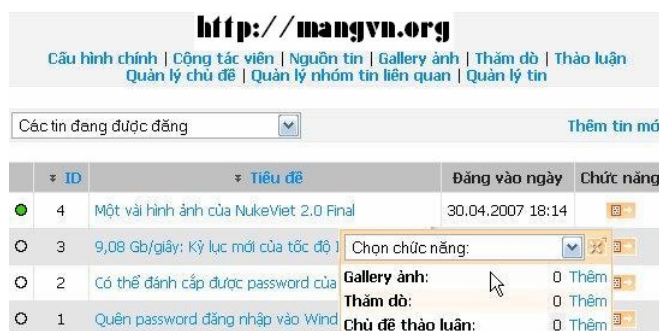 http://mangvn.org
Cấu hình chính | Cộng tác viên | Nguồn tin | Gallery ảnh | Thăm dò | Thảo luận
Quản lý chủ đề | Quản lý nhóm tin liên quan | Quản lý tin
Các tin đang được đăng Thêm tin mớ
ID Tiêu đề Đăng vào ngày Chức năng
4 Một vài hình ảnh của NukeViet 2.0 Final 30.04.2007 18:14
3 9,08 Gb/giây: Kỷ lục mới của tốc độ
Chọn chức năng:
2 Có thể đánh cắp được password của
Gallery ảnh: 0 Thêm
Thăm dò: 0 Thêm
1 Quên password đăng nhập vào Wind
Chủ đề thảo luận: 0 Thêm